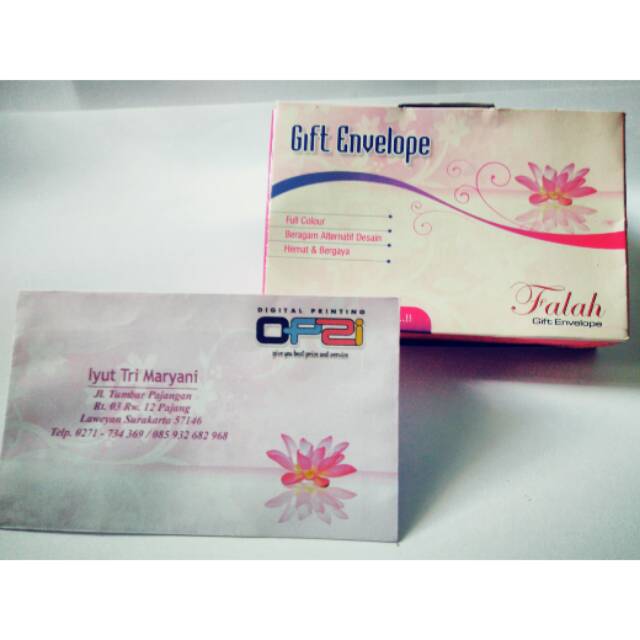 Gift Envelope
Full Colour
Beragam Alternatif Desain
Hemat & Bergaya
Falah
Gift Envelope
..!!
DIGITAL PRINTING
OPSi
give you best price and service
Iyut Tri Maryani
Jl. Tumbar Pajangan
Rt. 03 Rw. 12 Pajang
Laweyan Surakarta 57146
Telp. 0271 - 734 369 / 085 932 682 968